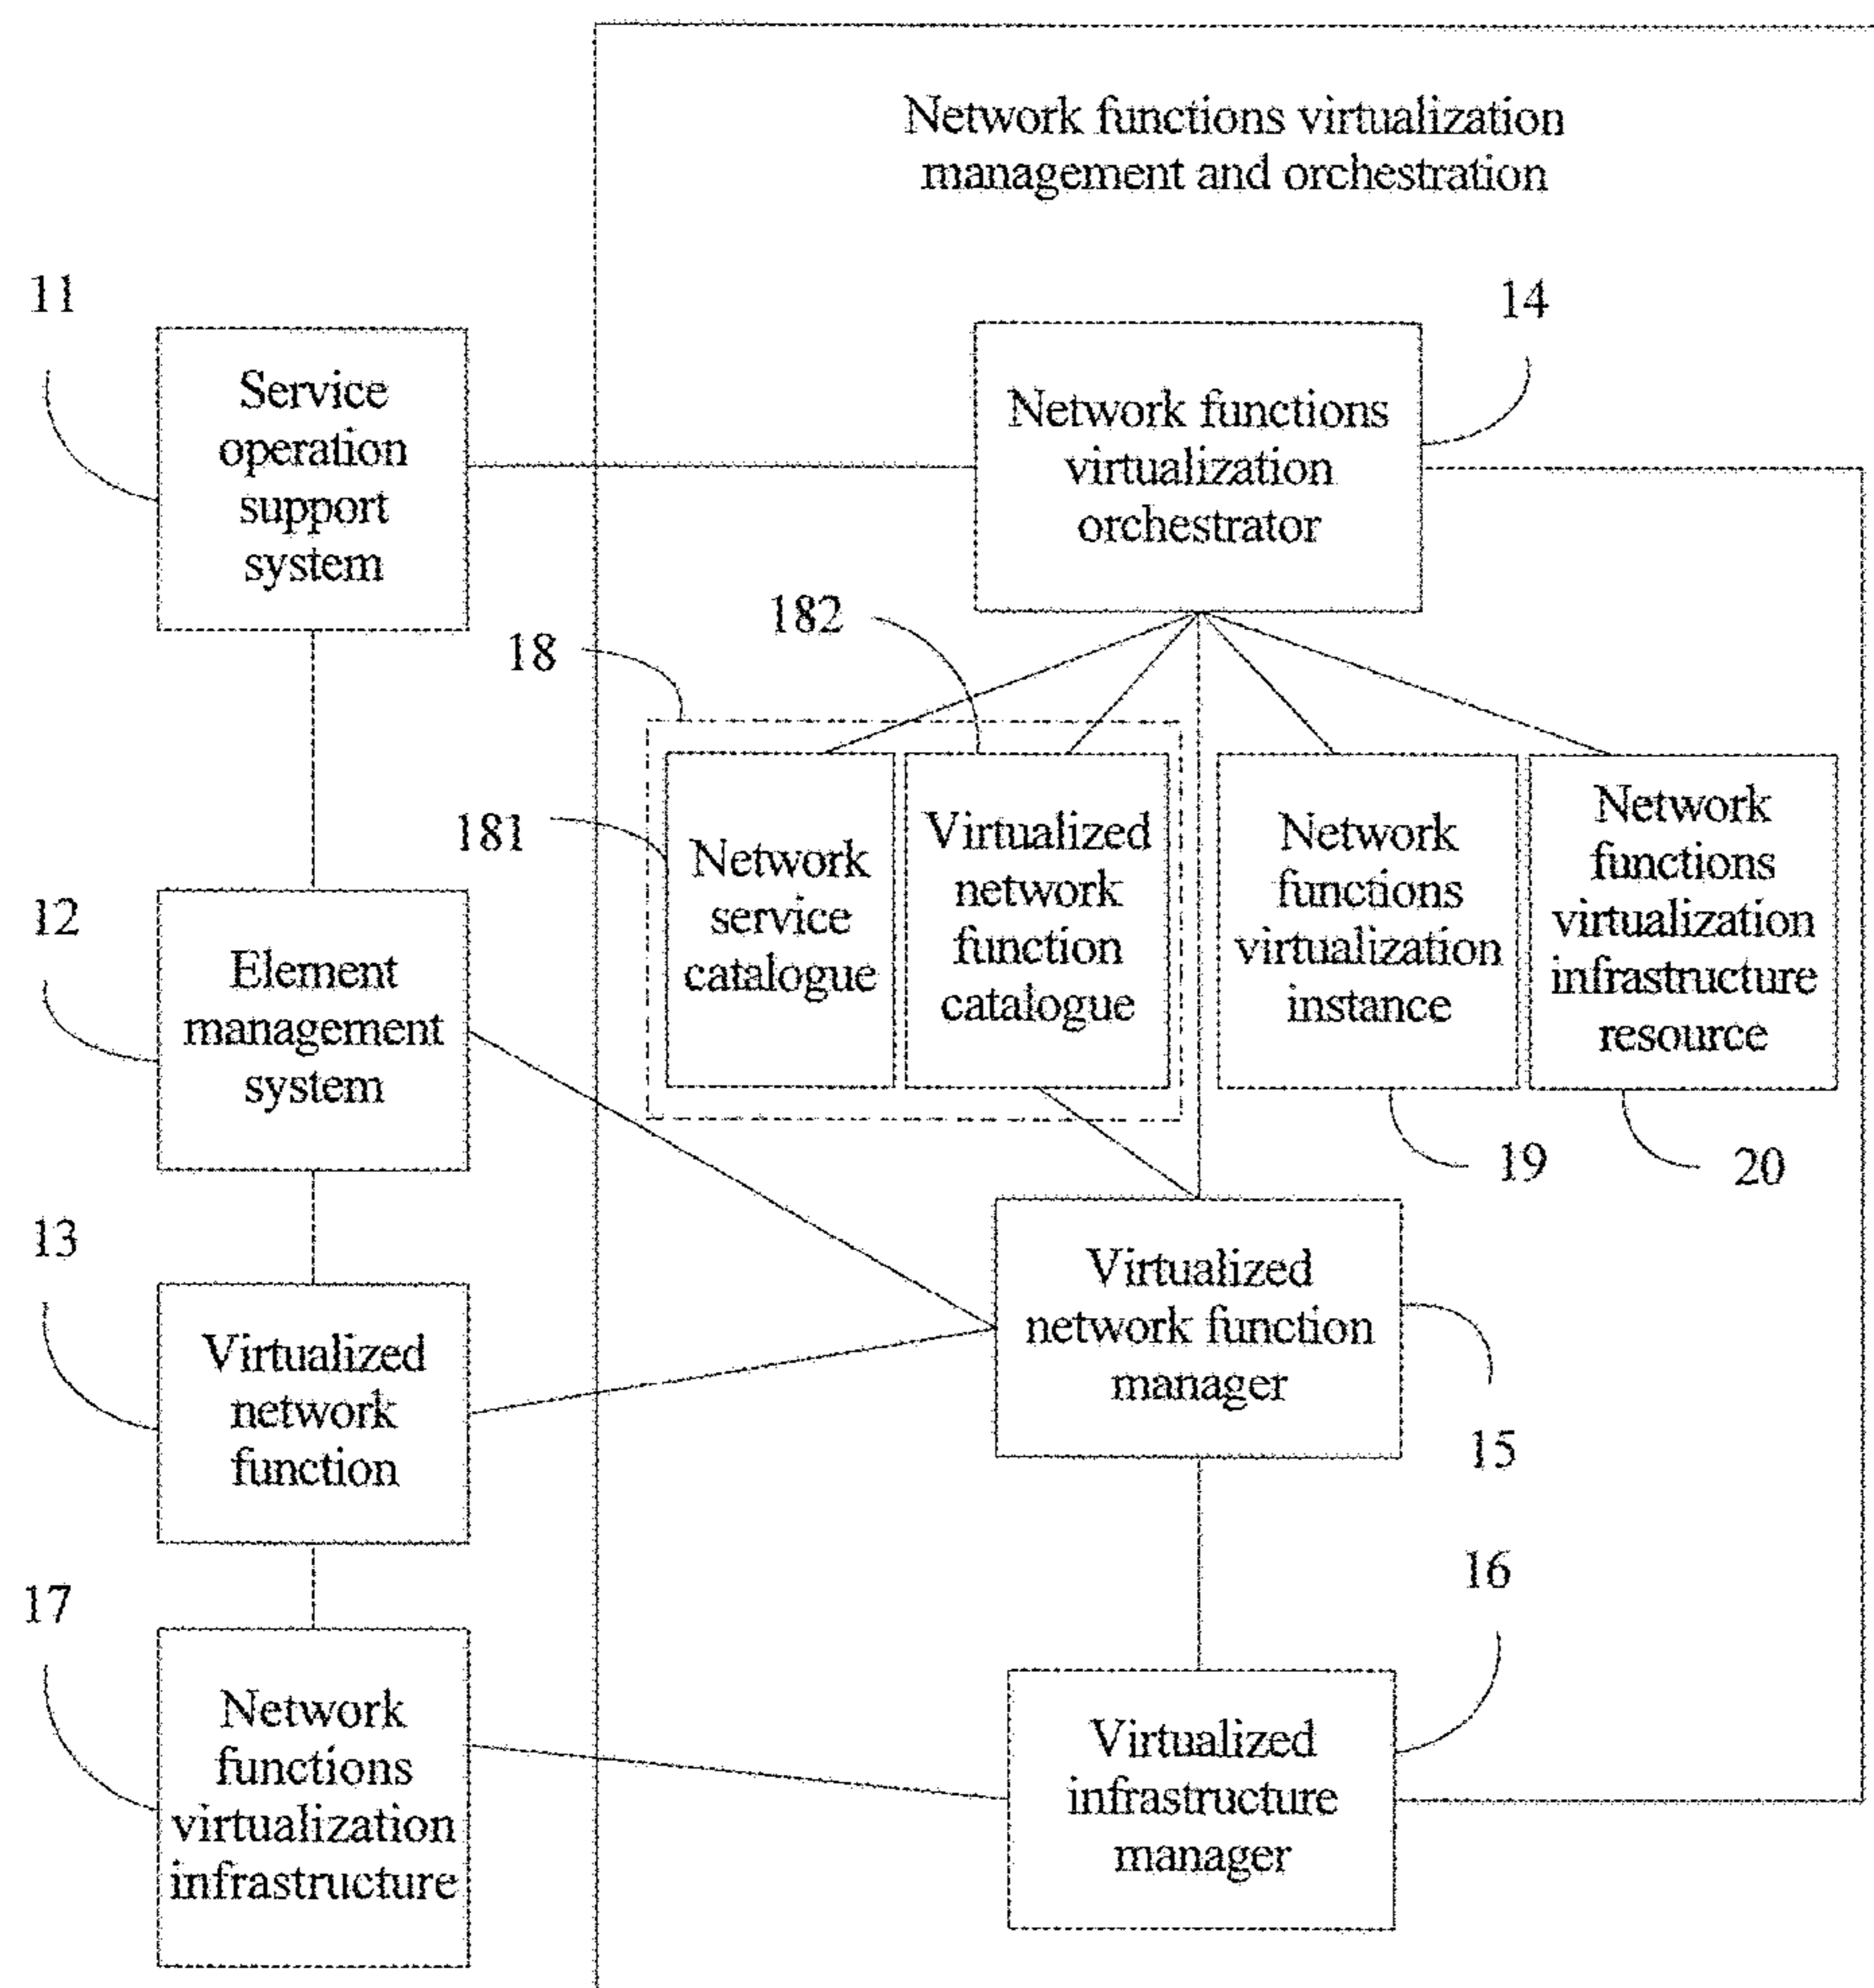 Network functions virtualization
management and orchestration
11
14
Service
operation
support
system
Network functions
virtualization
orchestrator
182
18
181
Network
service
catalogue
Virtualized
network
function
catalogue
Network
functions
virtualization
instance
Network
functions
virtualization
infrastructure
resource
12
Element
management
system
19
20
13
Virtualized
network
function
Virtualized
network function
manager
15
16
17
Network
functions
virtualization
infrastructure
Virtualized
infrastructure
manager